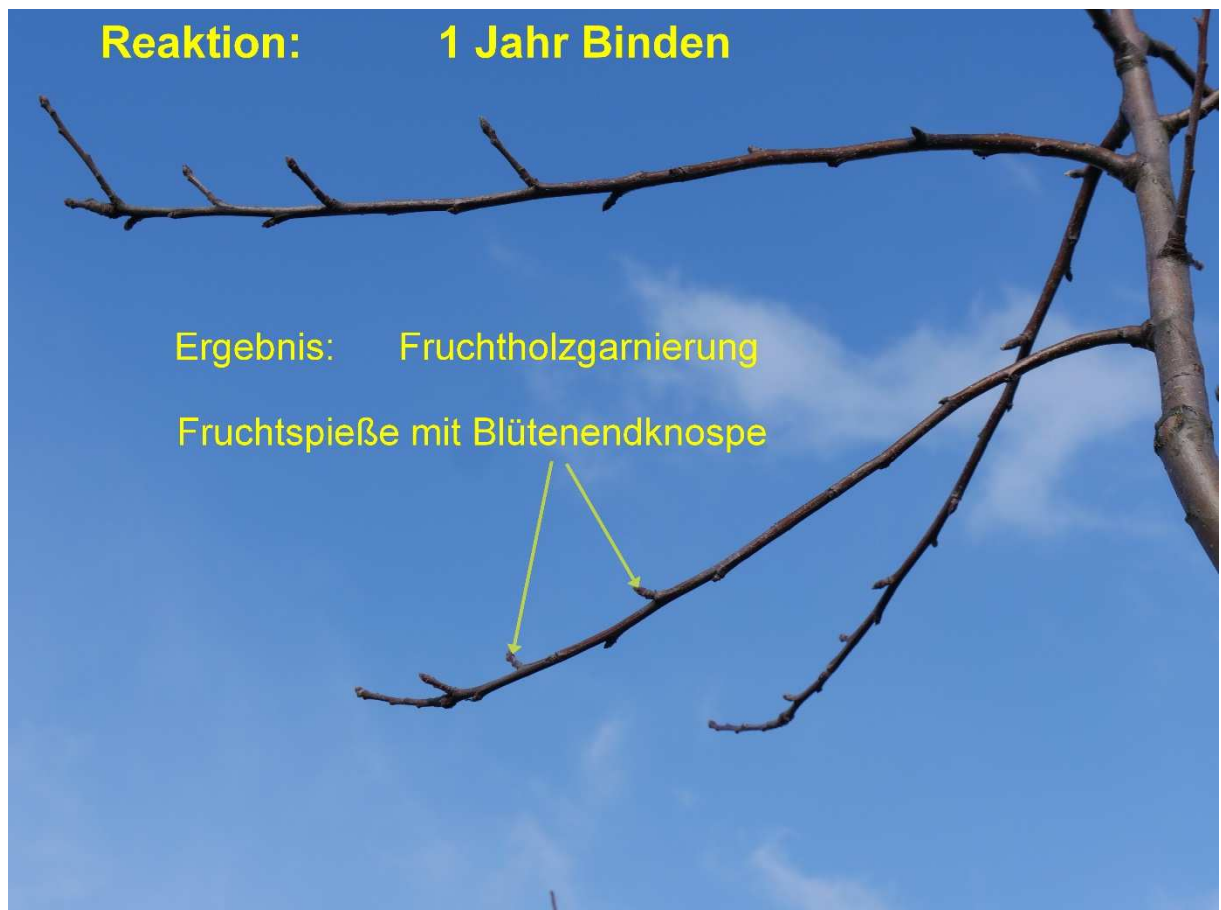 Reaktion: 1 Jahr Binden
Ergebnis: Fruchtholzgarnierung
Fruchtspieße mit Blütenendknospe